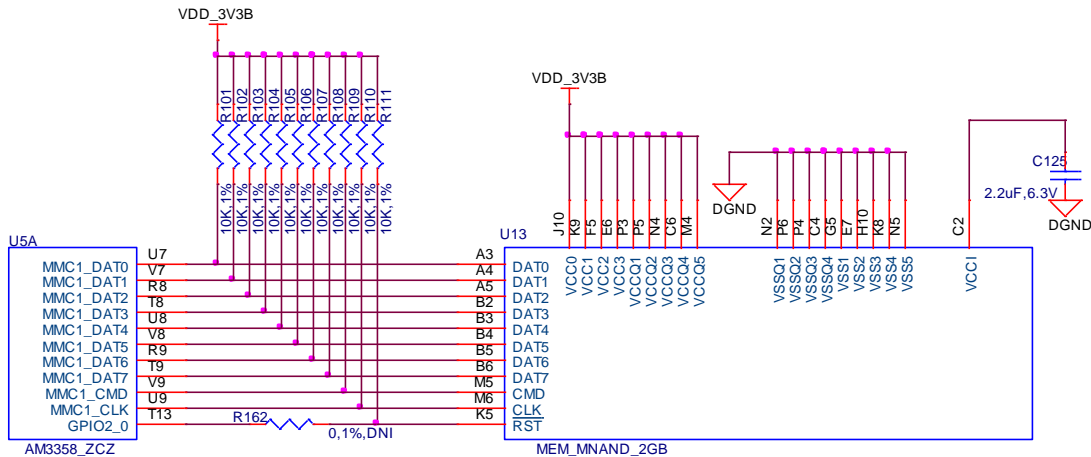 VDD_3V3B
R101
R102
R103
R104
R105
R106
R107
R108
R109
R110
R111
10K,1%
10K,1%
10K,1%
10K,1%
10K,1%
10K,1%
10K,1%
10K,1%
10K,1%
10K,1%
10K,1%
VDD_3V3B
DGND
C125
2.2uF,6.3V
DGND
U5A
U13
J10
K9
F5
E6
P3
P5
N4
C6
M4
N2
P6
P4
C4
G5
E7
H10
K8
N5
C2
VCC0
VCC1
VCC2
VCC3
VCCQ1
VCCQ2
VCCQ3
VCCQ4
VCCQ5
VSSQ1
VSSQ2
VSSQ3
VSSQ4
VSS1
VSS2
VSS3
VSS4
VSS5
VCCI
MMC1_DAT0 U7 A3 DAT0
MMC1_DAT1 V7 A4 DAT1
MMC1_DAT2 R8 A5 DAT2
MMC1_DAT3 T8 B2 DAT3
MMC1_DAT4 U8 B3 DAT4
MMC1_DAT5 V8 B4 DAT5
MMC1_DAT6 R9 B5 DAT6
MMC1_DAT7 T9 B6 DAT7
MMC1_CMD V9 M5 CMD
MMC1_CLK U9 M6 CLK
GPIO2_0 T13 R162 K5 RST
0,1%,DNI
AM3358_ZCZ
MEM_MNAND_2GB